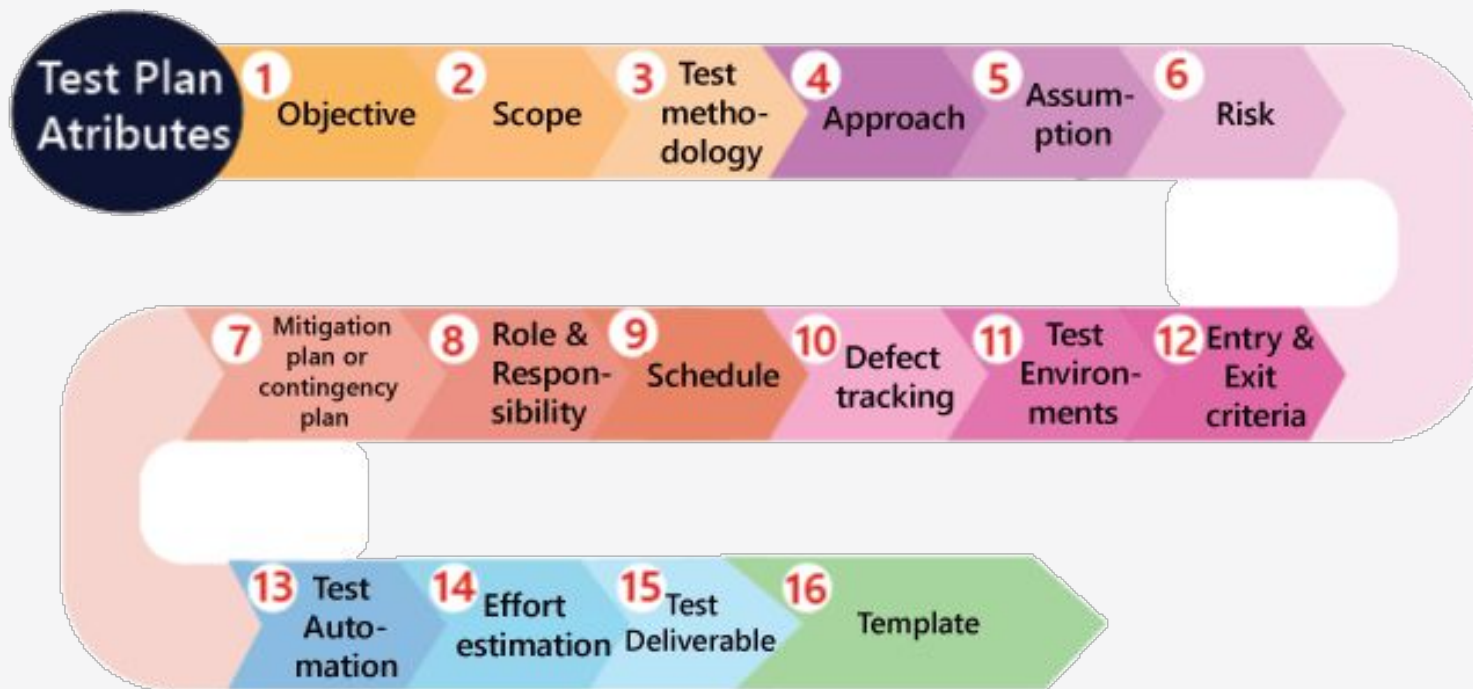 Test Plan
Atributes
1
Objective
2
Scope
3
Test
metho-
dology
4
Approach
5
Assum-
ption
6
Risk
7
Mitigation
plan or
contingency
plan
8
Role &
Respon-
sibility
9
Schedule
10
Defect
tracking
11
Test
Environ-
ments
12
Entry &
Exit
criteria
13
Test
Auto-
mation
14
Effort
estimation
15
Test
Deliverable
16
Template